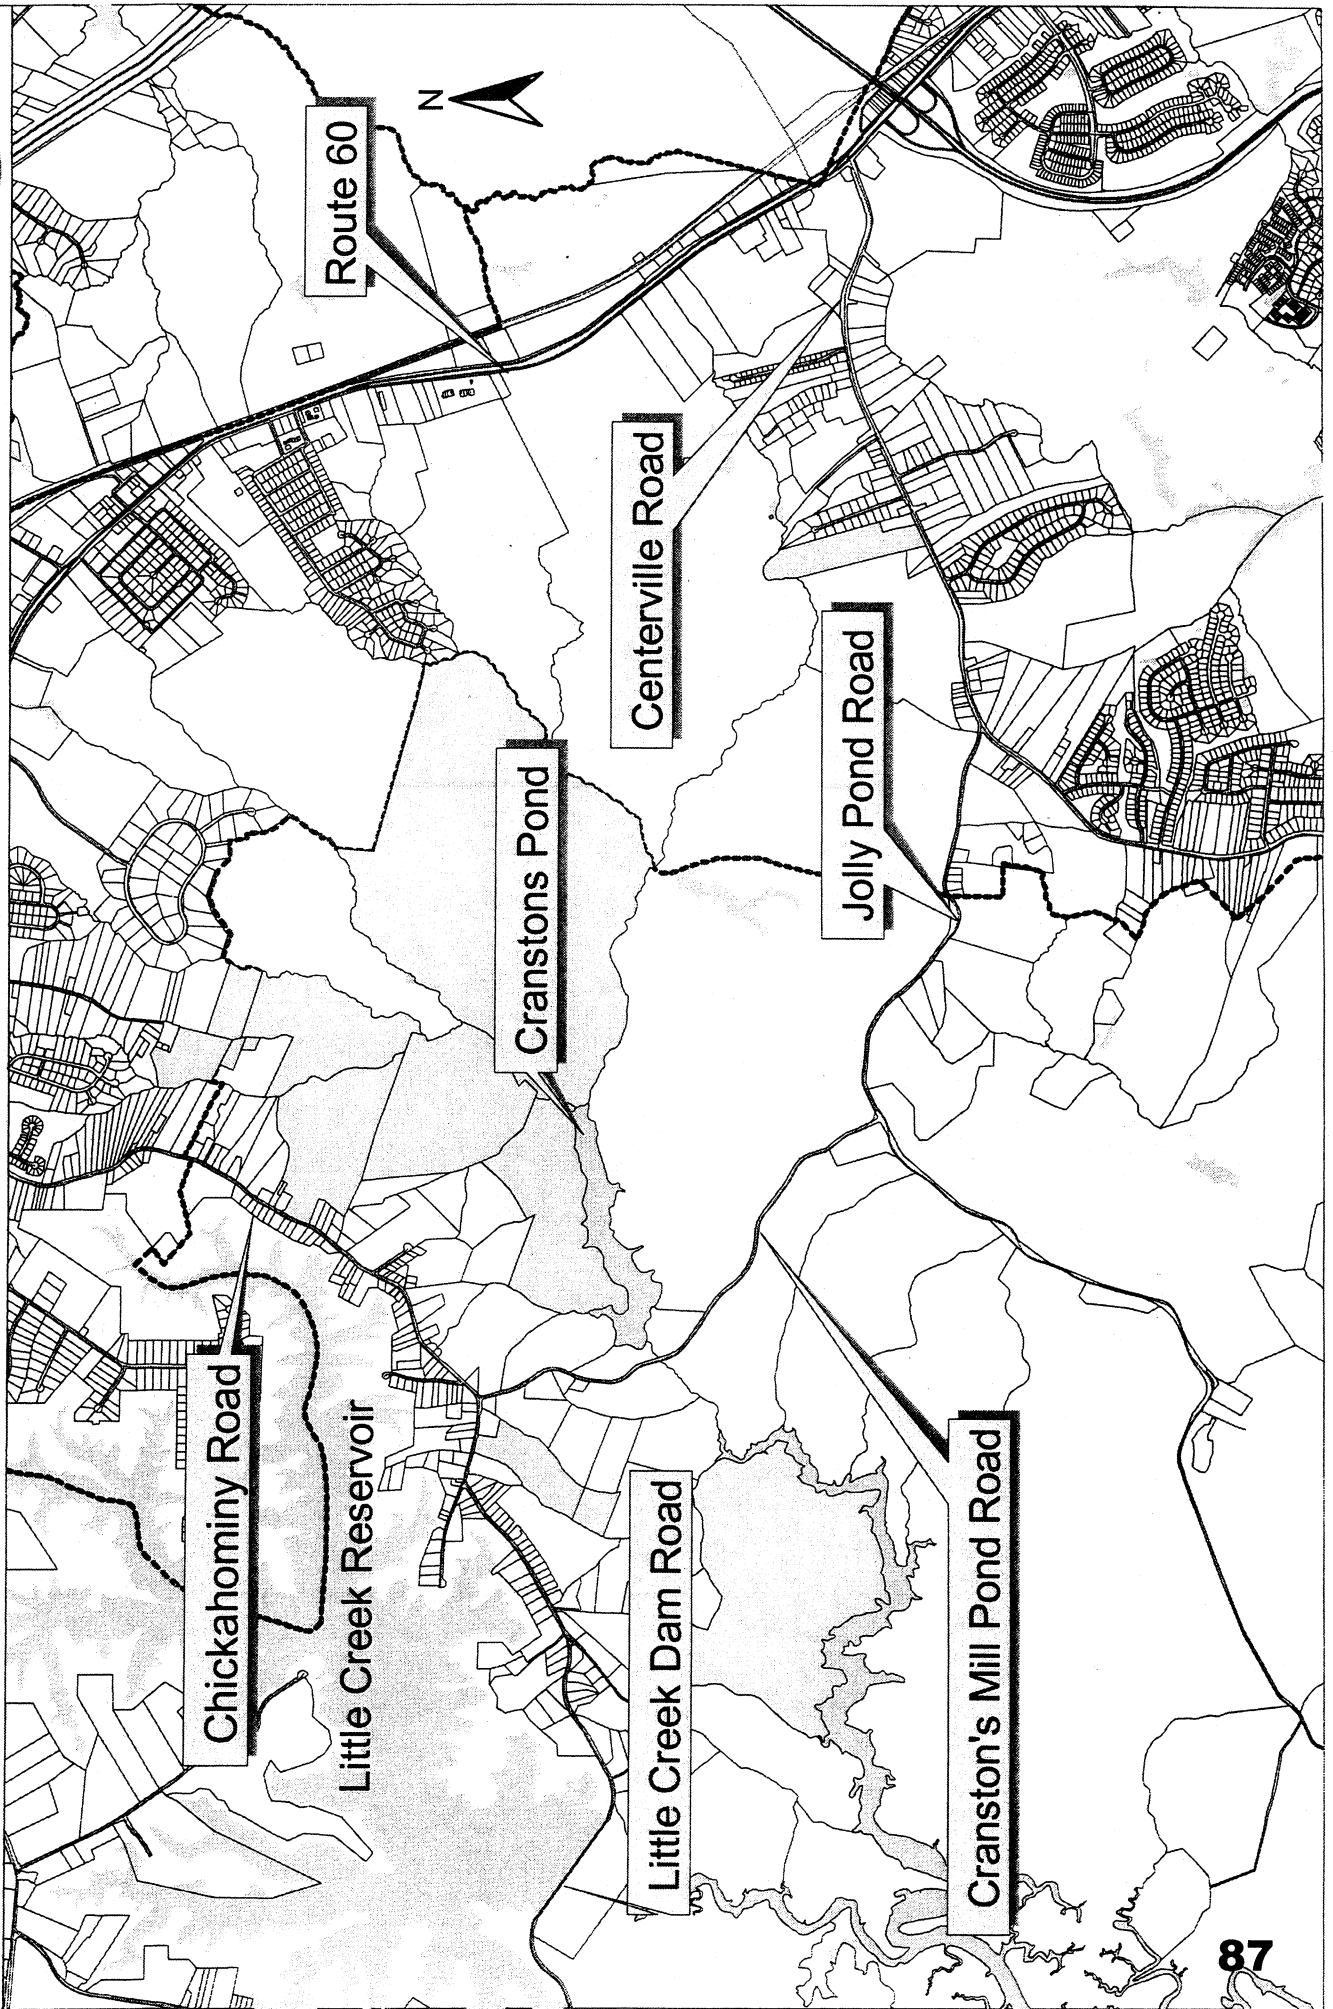 N
Route 60
Centerville Road
Jolly Pond Road
Cranstons Pond
Chickahominy Road
Little Creek Reservoir
Little Creek Dam Road
Cranston's Mill Pond Road
87